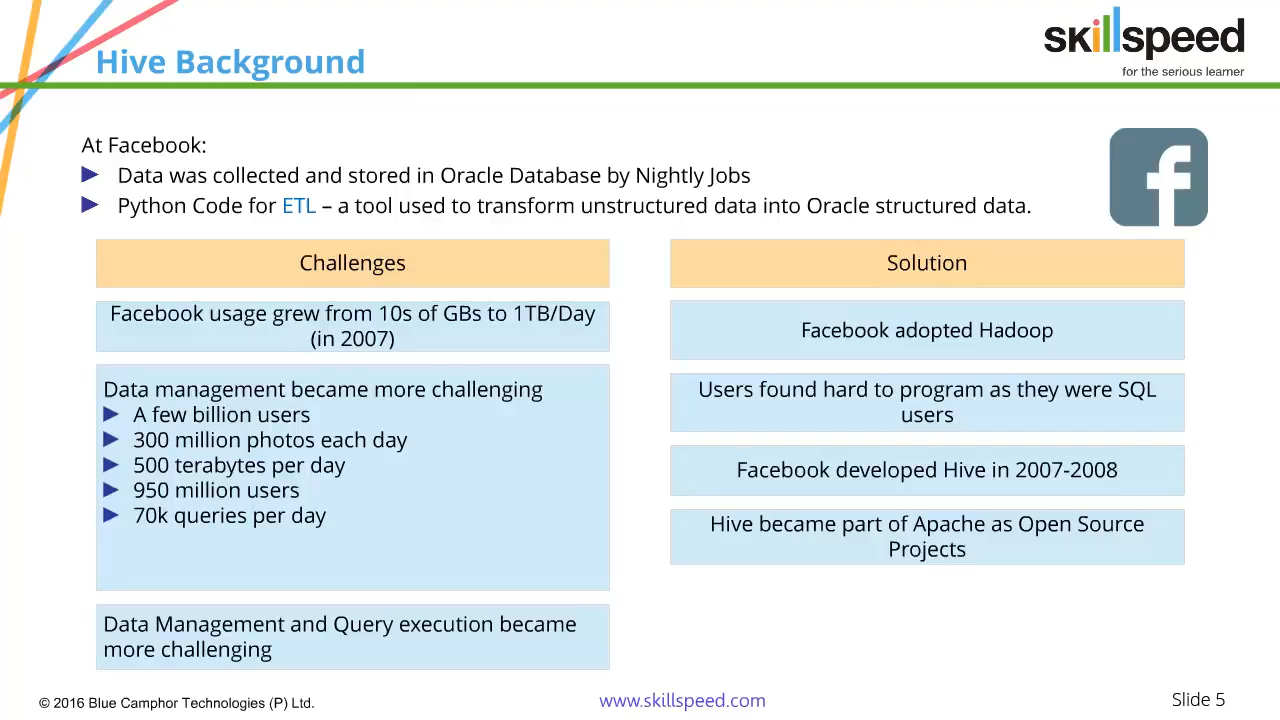 Hive Background
skillspeed
for the serious learner
At Facebook:
Data was collected and stored in Oracle Database by Nightly Jobs
Python Code for ETL – a tool used to transform unstructured data into Oracle structured data.
Challenges
Facebook usage grew from 10s of GBs to 1TB/Day
(in 2007)
Data management became more challenging
A few billion users
300 million photos each day
500 terabytes per day
950 million users
70k queries per day
Data Management and Query execution became
more challenging
Solution
Facebook adopted Hadoop
Users found hard to program as they were SQL
users
Facebook developed Hive in 2007-2008
Hive became part of Apache as Open Source
Projects
© 2016 Blue Camphor Technologies (P) Ltd.
www.skillspeed.com
Slide 5